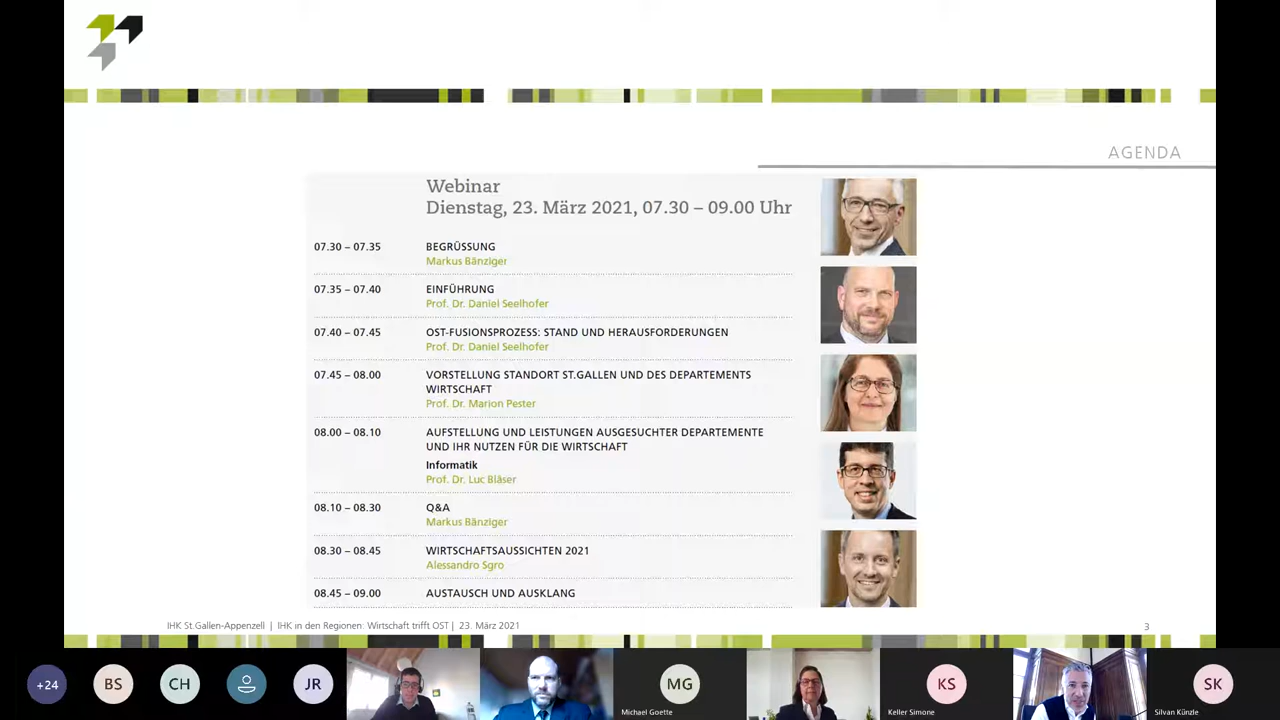 AGENDA
Webinar
Dienstag, 23. März 2021, 07.30 – 09.00 Uhr
07.30 – 07.35 BEGRÜSSUNG
Markus Bänziger
07.35 – 07.40 EINFÜHRUNG
Prof. Dr. Daniel Seelhofer
07.40 – 07.45 OST-FUSIONSPROZESS: STAND UND HERAUSFORDERUNGEN
Prof. Dr. Daniel Seelhofer
07.45 – 08.00 VORSTELLUNG STANDORT ST.GALLEN UND DES DEPARTEMENTS
WIRTSCHAFT
Prof. Dr. Marion Pester
08.00 – 08.10 AUFSTELLUNG UND LEISTUNGEN AUSGESUCHTER DEPARTEMENTE
UND IHR NUTZEN FÜR DIE WIRTSCHAFT
Informatik
Prof. Dr. Luc Bläser
08.10 – 08.30 Q&A
Markus Bänziger
08.30 – 08.45 WIRTSCHAFTSAUSSICHTEN 2021
Alessandro Sgro
08.45 – 09.00 AUSTAUSCH UND AUSKLANG
IHK St.Gallen-Appenzell | IHK in den Regionen: Wirtschaft trifft OST | 23. März 2021 3
+24 BS CH JR MG KS SK
Michael Goette Keller Simone Silvan Künzle